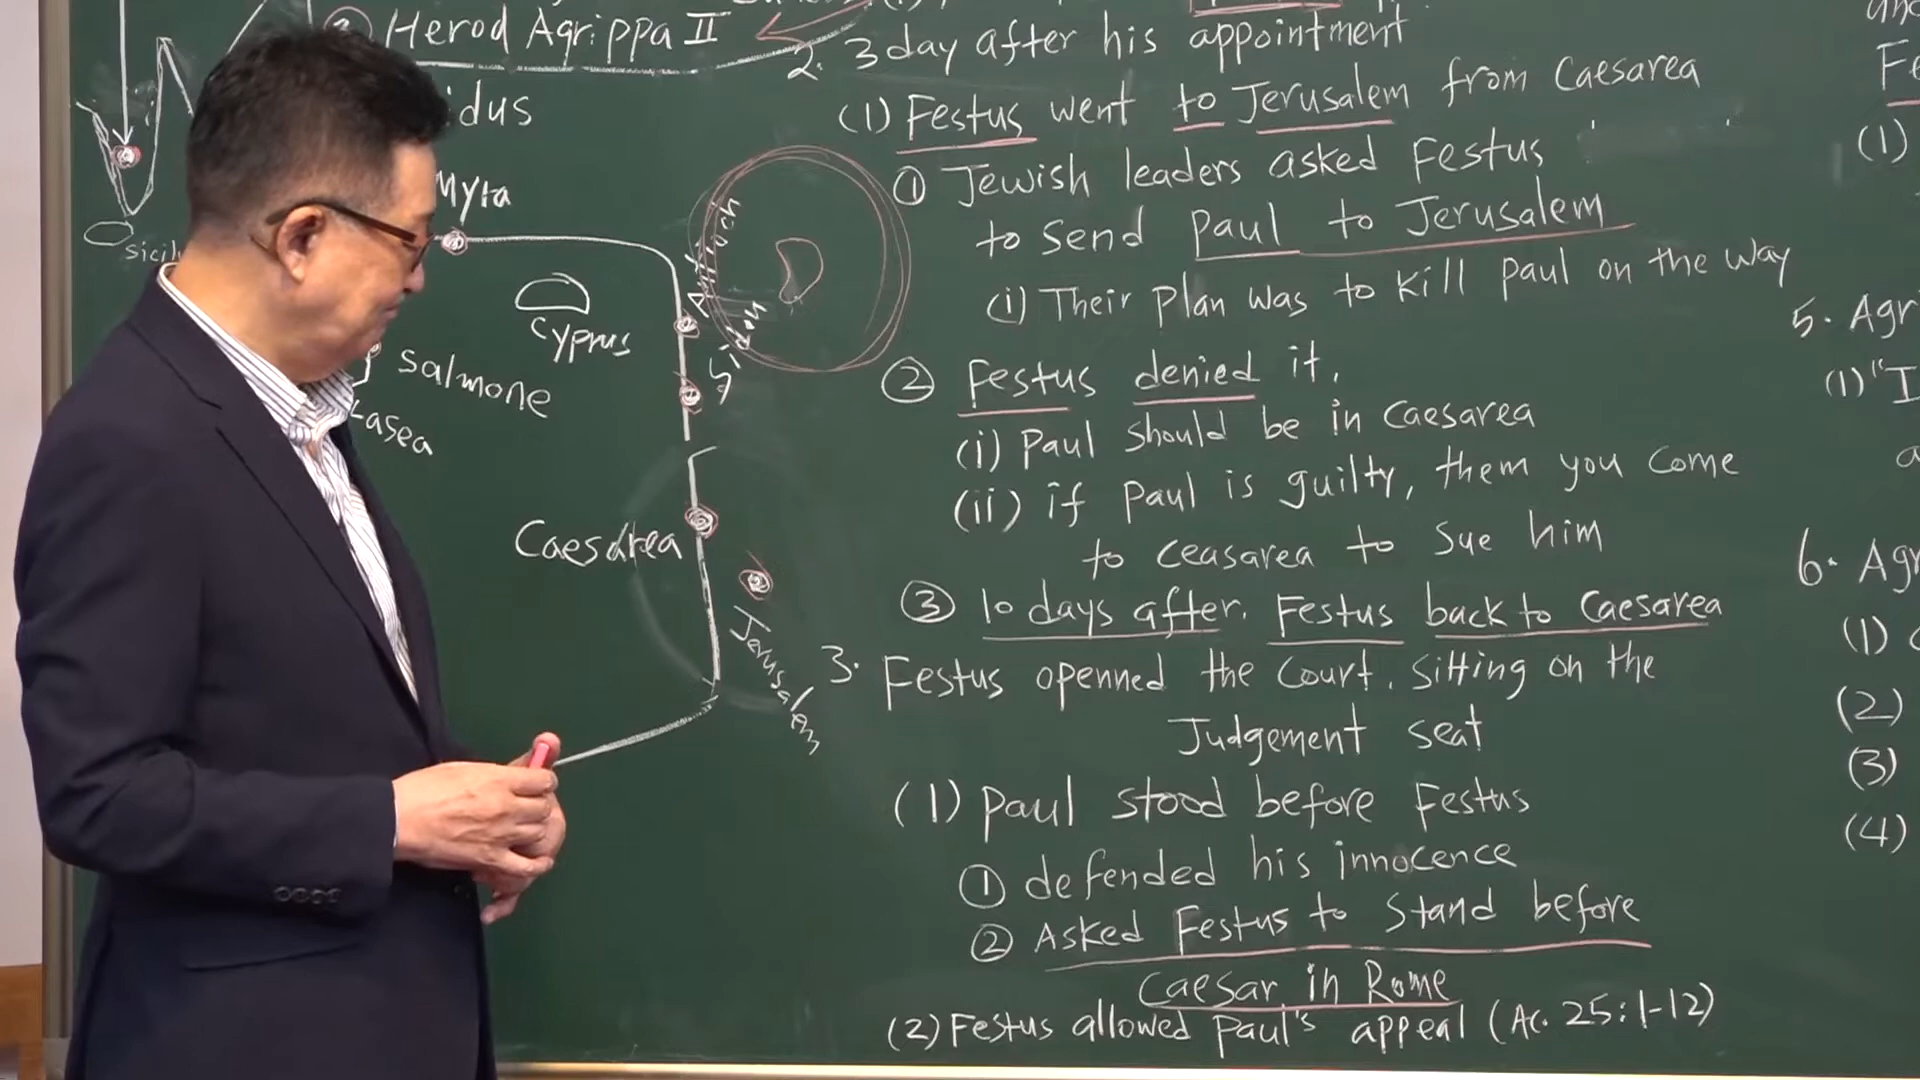 Herod Agrippa II
idus
Myra
sicily
Cyprus
Salmone
Lasea
Antioch
Sidon
Caesarea
Jerusalem
2. 3 day after his appointment
(1) Festus went to Jerusalem from Caesarea
① Jewish leaders asked Festus
to send Paul to Jerusalem
(i) Their plan was to kill Paul on the way
② Festus denied it.
(i) Paul should be in Caesarea
(ii) if Paul is guilty, them you come
to Ceasarea to sue him
③ 10 days after. Festus back to Caesarea
3. Festus openned the court. sitting on the
Judgement seat
(1) Paul stood before Festus
① defended his innocence
② Asked Festus to stand before
Caesar in Rome
(2) Festus allowed Paul's appeal (Ac. 25:1-12)
Fe
(1)
5. Agr
(1) "I
a
6. Agr
(1)
(2)
(3)
(4)